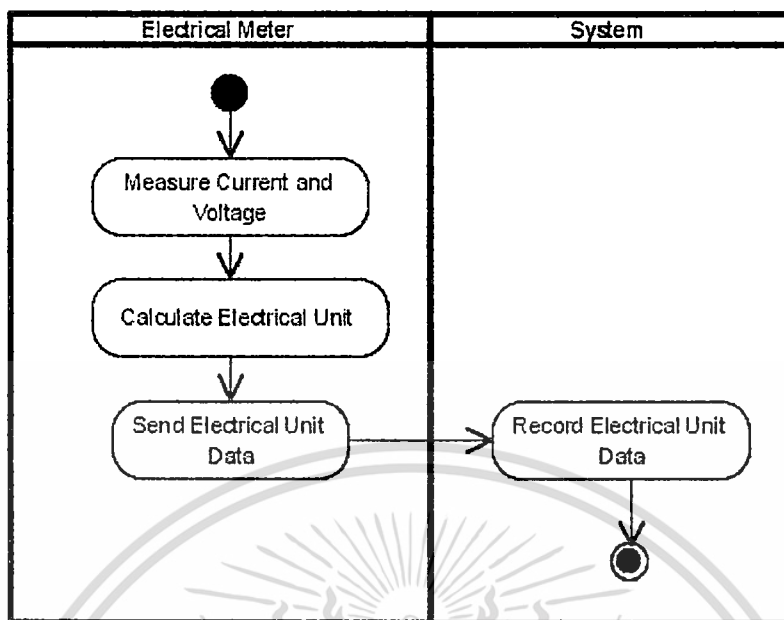 Electrical Meter
System
Measure Current and
Voltage
Calculate Electrical Unit
Send Electrical Unit
Data
Record Electrical Unit
Data